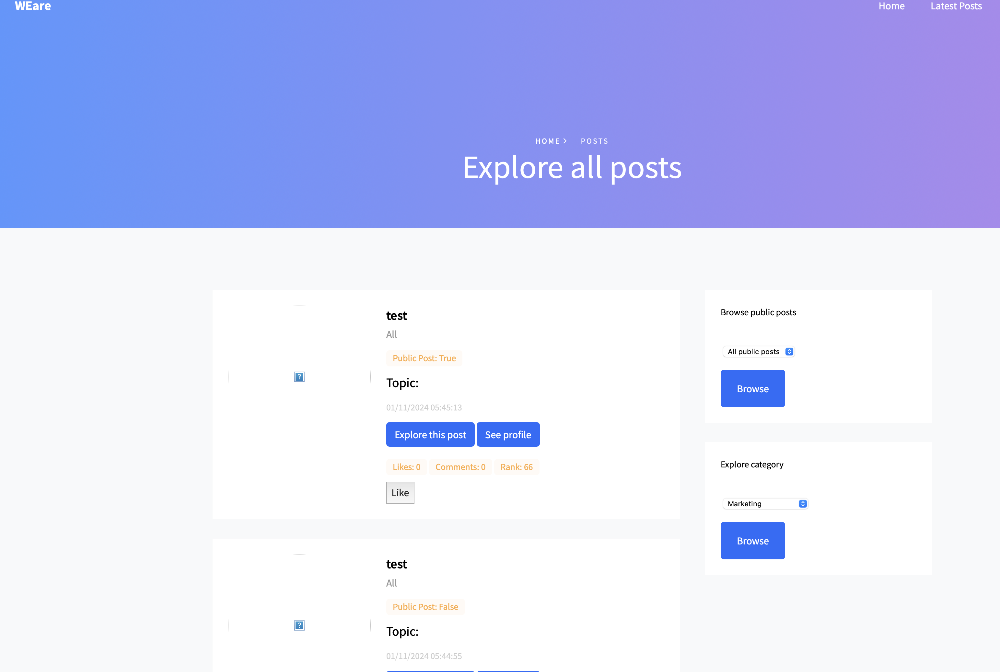 WEare
Home
Latest Posts
HOME
POSTS
Explore all posts
test
All
Public Post: True
Topic:
01/11/2024 05:45:13
Explore this post
See profile
Likes: 0
Comments: 0
Rank: 66
Like
test
All
Public Post: False
Topic:
01/11/2024 05:44:55
Browse public posts
All public posts
Browse
Explore category
Marketing
Browse